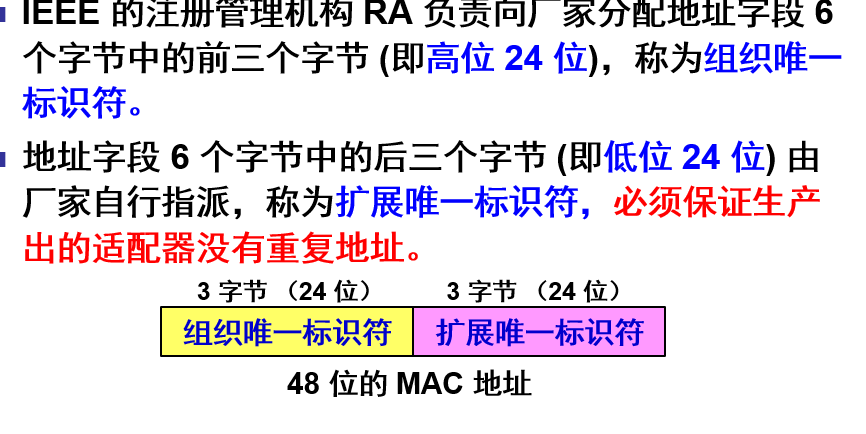 IEEE 的注册管理机构 RA 负责向厂家分配地址字段 6
个字节中的前三个字节 (即高位 24 位)，称为组织唯一
标识符。
地址字段 6 个字节中的后三个字节 (即低位 24 位) 由
厂家自行指派，称为扩展唯一标识符，必须保证生产
出的适配器没有重复地址。
3 字节 （24 位） 3 字节 （24 位）
组织唯一标识符 扩展唯一标识符
48 位的 MAC 地址